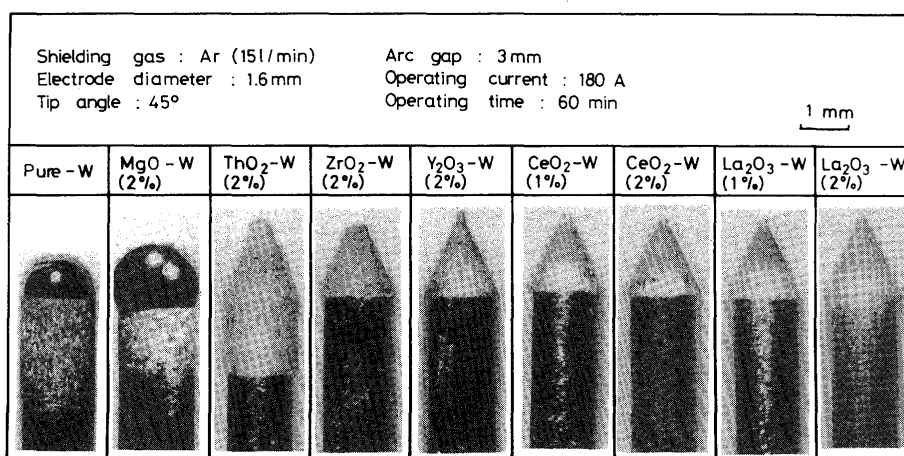 Shielding gas : Ar (15l/min)
Electrode diameter : 1.6mm
Tip angle : 45°
Arc gap : 3mm
Operating current : 180 A
Operating time : 60 min
1 mm
Pure-W
MgO-W
(2%)
ThO₂-W
(2%)
ZrO₂-W
(2%)
Y₂O₃-W
(2%)
CeO₂-W
(1%)
CeO₂-W
(2%)
La₂O₃-W
(1%)
La₂O₃-W
(2%)